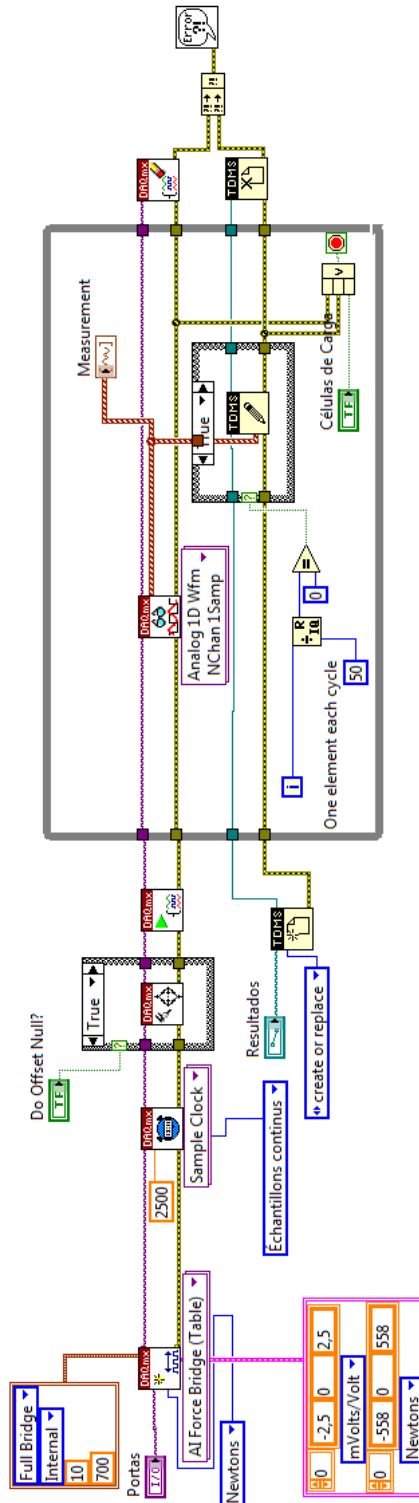 Full Bridge
Internal
10
700
Portas
I/O
DAQmx
AI Force Bridge (Table)
Newtons
0
-2,5 0 2,5
mVolts/Volt
0
-558 0 558
Newtons
2500
DAQmx
Sample Clock
Échantillons continus
Do Offset Null?
TF
True
DAQmx
DAQmx
Resultados
TDMS
create or replace
i
One element each cycle
50
R
IQ
0
=
DAQmx
Analog 1D Wfm
NChan 1Samp
Measurement
True
TDMS
Células de Carga
TF
V
DAQmx
TDMS
Error
?!